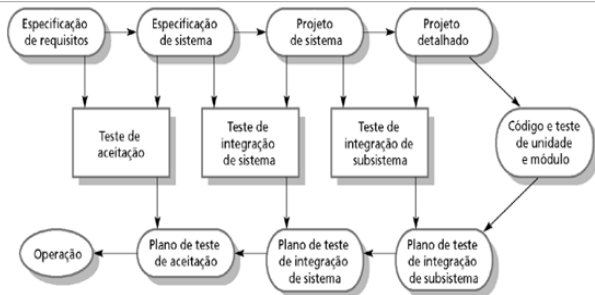 Especificação
de requisitos
Especificação
de sistema
Projeto
de sistema
Projeto
detalhado
Teste de
aceitação
Teste de
integração
de sistema
Teste de
integração de
subsistema
Código e teste
de unidade
e módulo
Operação
Plano de teste
de aceitação
Plano de teste
de integração
de sistema
Plano de teste
de integração
de subsistema